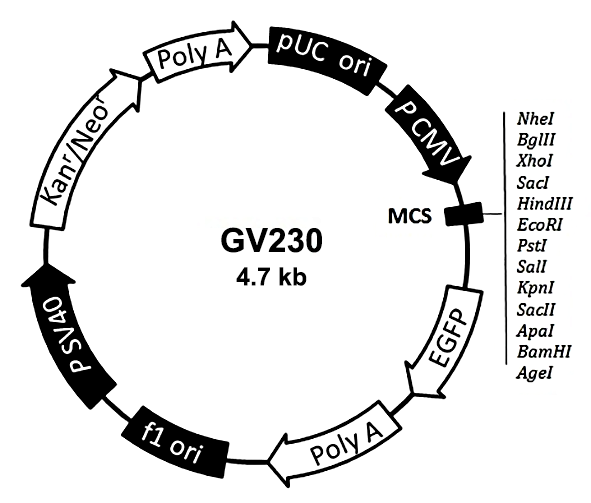 Poly A
pUC ori
P CMV
Kanʳ/Neoʳ
MCS
GV230
4.7 kb
NheI
BglII
XhoI
SacI
HindIII
EcoRI
PstI
SalI
KpnI
SacII
ApaI
BamHI
AgeI
EGFP
P SV40
f1 ori
Poly A